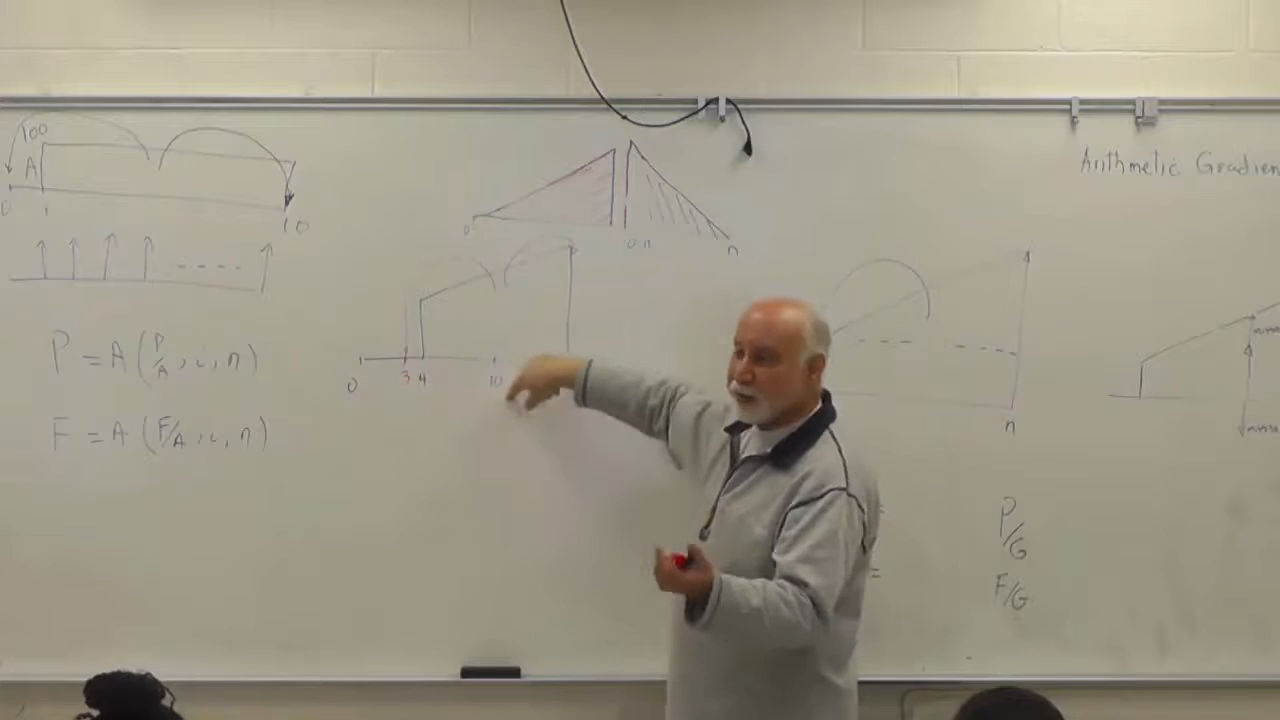 Arithmetic Gradien
100
A
0 1 10
P = A (P/A, i, n)
F = A (F/A, i, n)
0 n
0 3 4 10
n
P/G
F/G